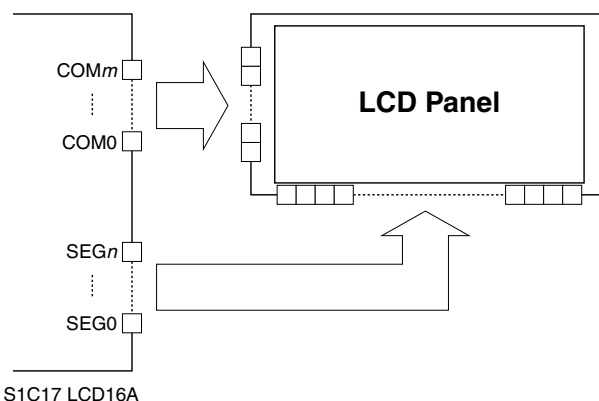 COMm
COM0
SEGn
SEG0
LCD Panel
S1C17 LCD16A